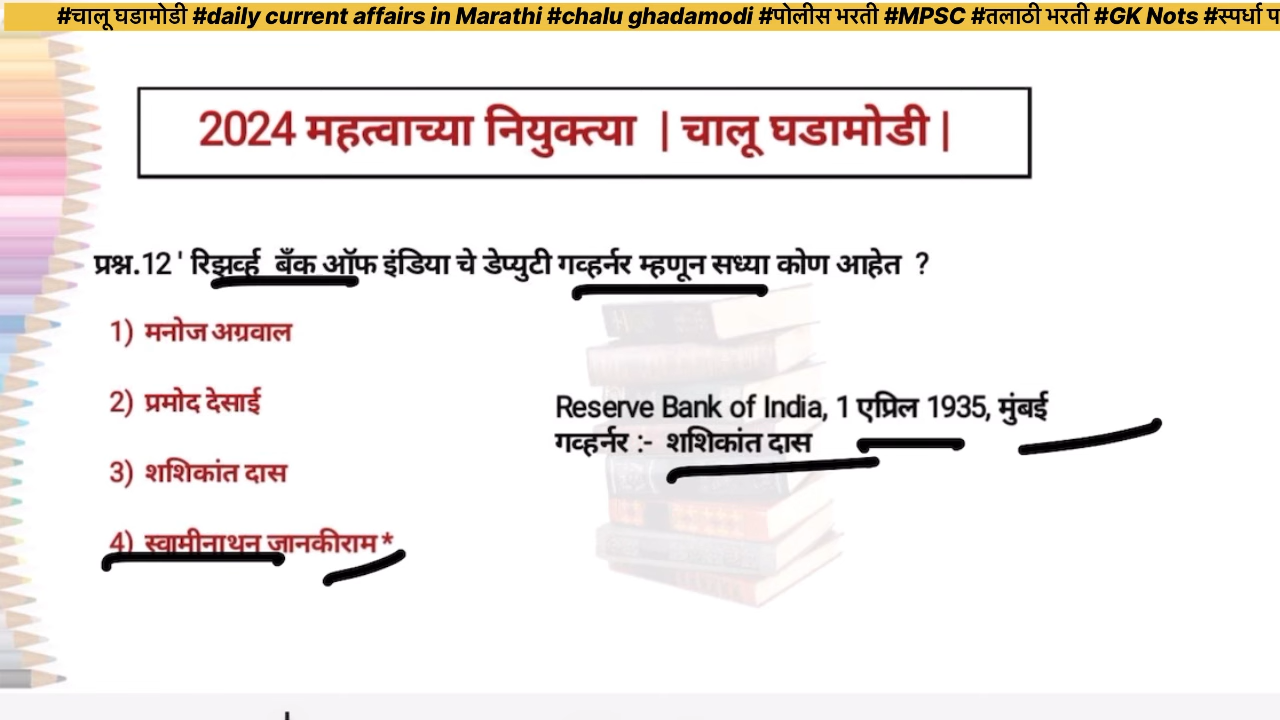 #चालू घडामोडी #daily current affairs in Marathi #chalu ghadamodi #पोलीस भरती #MPSC #तलाठी भरती #GK Nots #स्पर्धा
2024 महत्वाच्या नियुक्त्या | चालू घडामोडी |
प्रश्न.12 ' रिझर्व्ह बँक ऑफ इंडिया चे डेप्युटी गव्हर्नर म्हणून सध्या कोण आहेत ?
1) मनोज अग्रवाल
2) प्रमोद देसाई
3) शशिकांत दास
4) स्वामीनाथन जानकीराम *
Reserve Bank of India, 1 एप्रिल 1935, मुंबई
गव्हर्नर :- शशिकांत दास